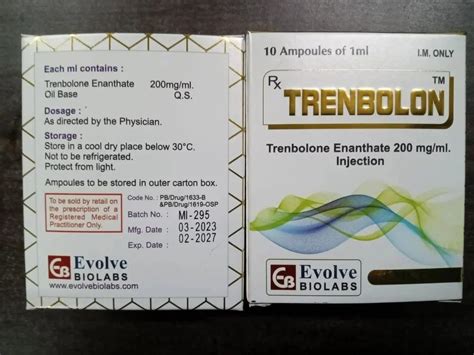 Each ml contains :
Trenbolone Enanthate 200mg/ml.
Oil Base Q.S.
Dosage :
As directed by the Physician.
Storage :
Store in a cool dry place below 30°C.
Not to be refrigerated.
Protect from light.
Ampoules to be stored in outer carton box.
To be sold by retail on
the prescription of a
Registered Medical
Practitioner Only.
Code No. : PB/Drug/1633-B
&PB/Drug/1619-OSP
Batch No. MI-295
Mfg. Date : 03-2023
Exp. Date : 02-2027
EB Evolve
BIOLABS
www.evolvebiolabs.com
10 Ampoules of 1ml I.M. ONLY
Rx TRENBOLON TM
Trenbolone Enanthate 200 mg/ml.
Injection
EB Evolve
BIOLABS